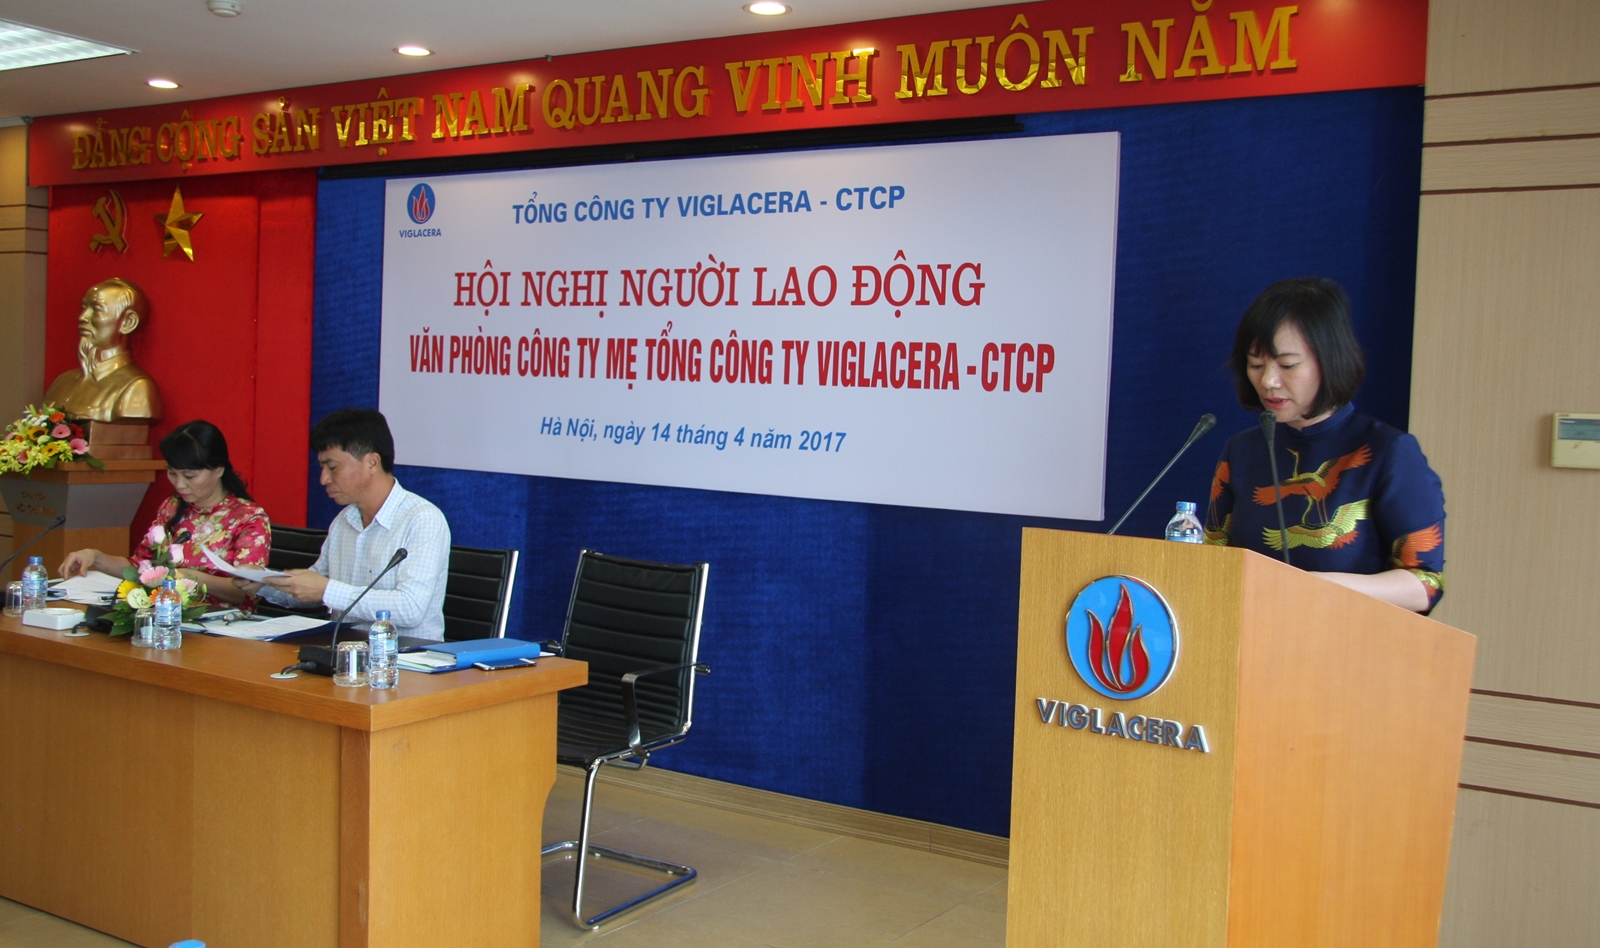 ĐẢNG CỘNG SẢN VIỆT NAM QUANG VINH MUÔN NĂM
VIGLACERA
TỔNG CÔNG TY VIGLACERA - CTCP
HỘI NGHỊ NGƯỜI LAO ĐỘNG
VĂN PHÒNG CÔNG TY MẸ TỔNG CÔNG TY VIGLACERA - CTCP
Hà Nội, ngày 14 tháng 4 năm 2017
VIGLACERA